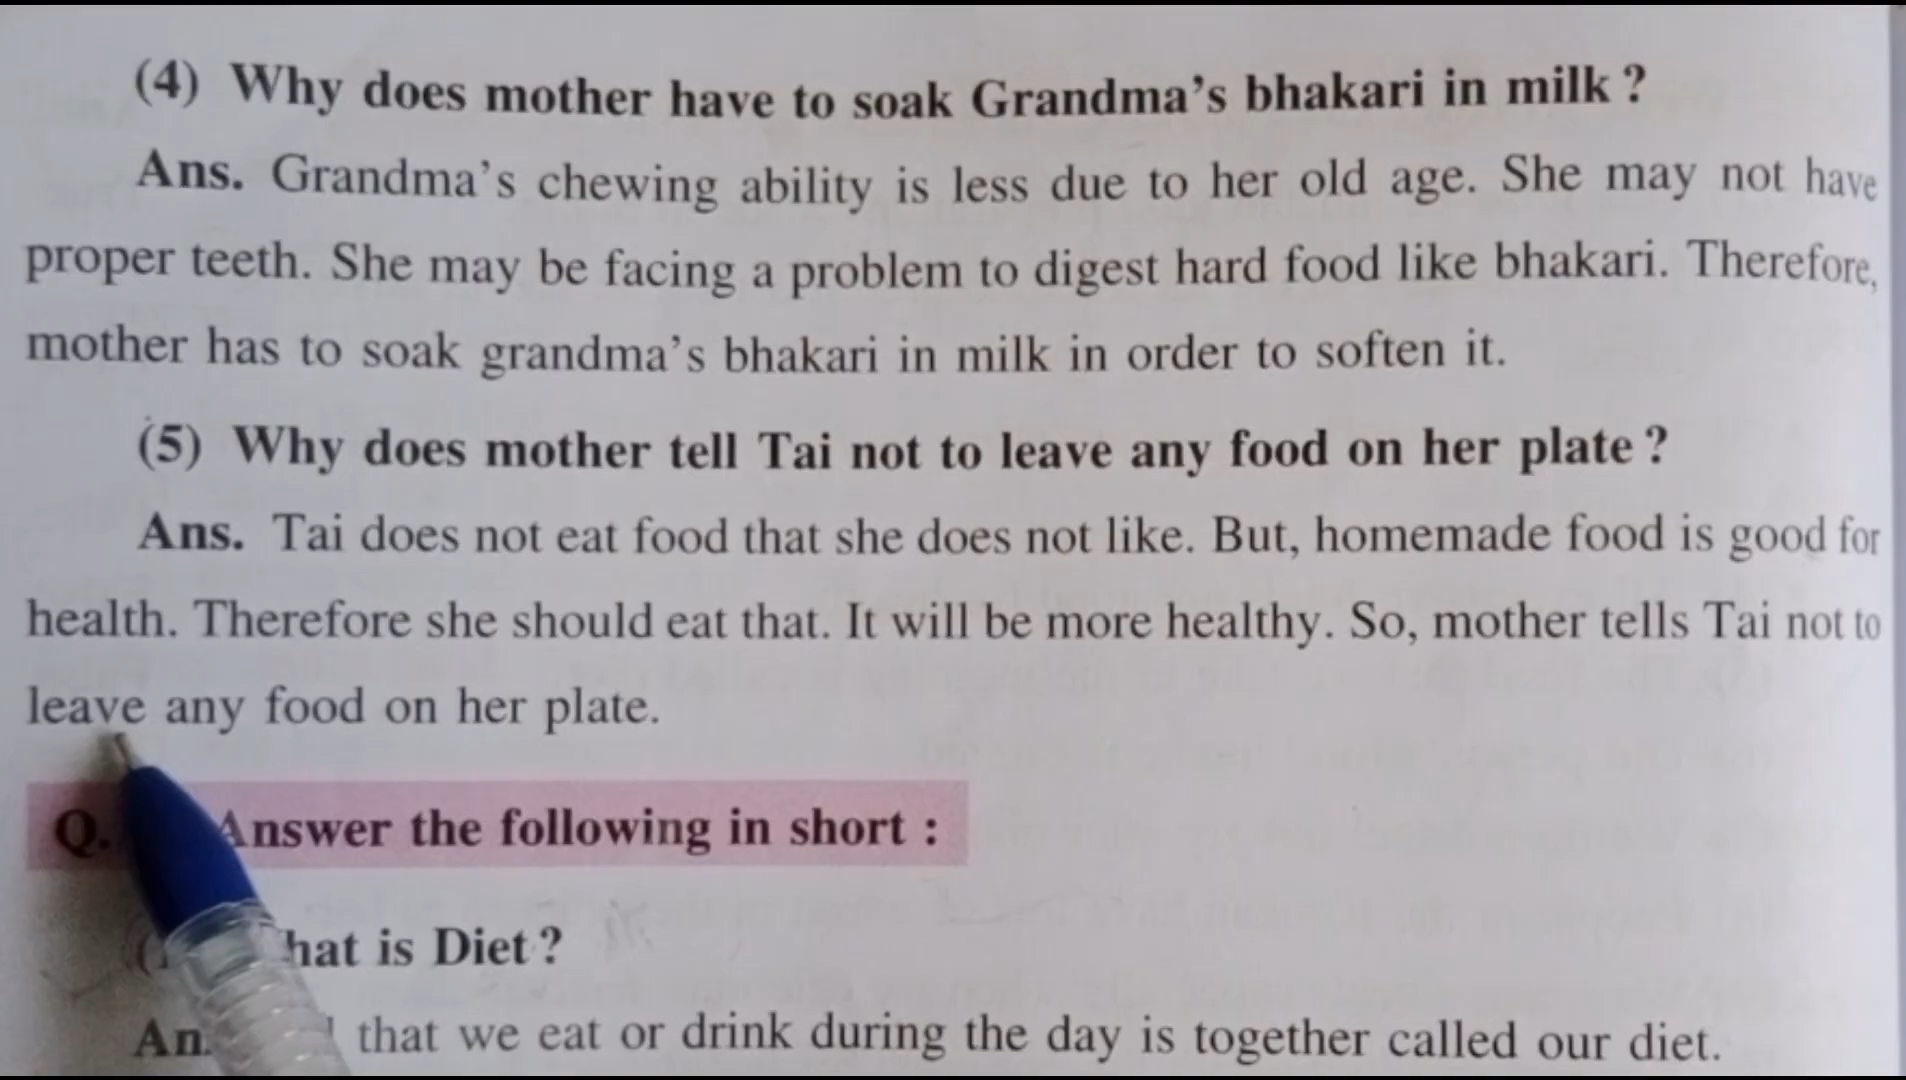 (4) Why does mother have to soak Grandma's bhakari in milk ?
Ans. Grandma's chewing ability is less due to her old age. She may not have
proper teeth. She may be facing a problem to digest hard food like bhakari. Therefore,
mother has to soak grandma's bhakari in milk in order to soften it.
(5) Why does mother tell Tai not to leave any food on her plate ?
Ans. Tai does not eat food that she does not like. But, homemade food is good for
health. Therefore she should eat that. It will be more healthy. So, mother tells Tai not to
leave any food on her plate.
Q. Answer the following in short :
is Diet ?
that we eat or drink during the day is together called our diet.